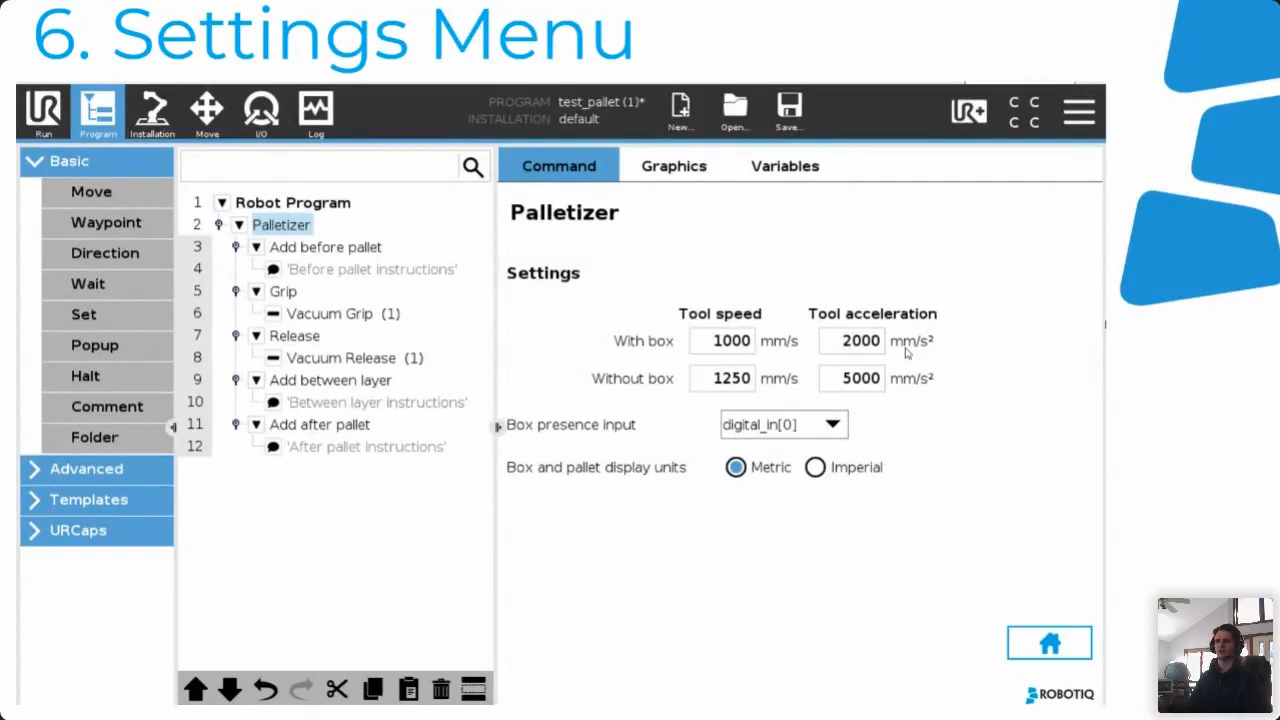 6. Settings Menu
Run
Program
Installation
Move
I/O
Log
PROGRAM test_pallet (1)*
INSTALLATION default
New...
Open...
Save...
UR+
C C
C C
Basic
Move
Waypoint
Direction
Wait
Set
Popup
Halt
Comment
Folder
Advanced
Templates
URCaps
1 Robot Program
2 Palletizer
3 Add before pallet
4 'Before pallet instructions'
5 Grip
6 Vacuum Grip (1)
7 Release
8 Vacuum Release (1)
9 Add between layer
10 'Between layer instructions'
11 Add after pallet
12 'After pallet instructions'
Command Graphics Variables
Palletizer
Settings
Tool speed Tool acceleration
With box 1000 mm/s 2000 mm/s²
Without box 1250 mm/s 5000 mm/s²
Box presence input digital_in[0]
Box and pallet display units Metric Imperial
ROBOTIQ